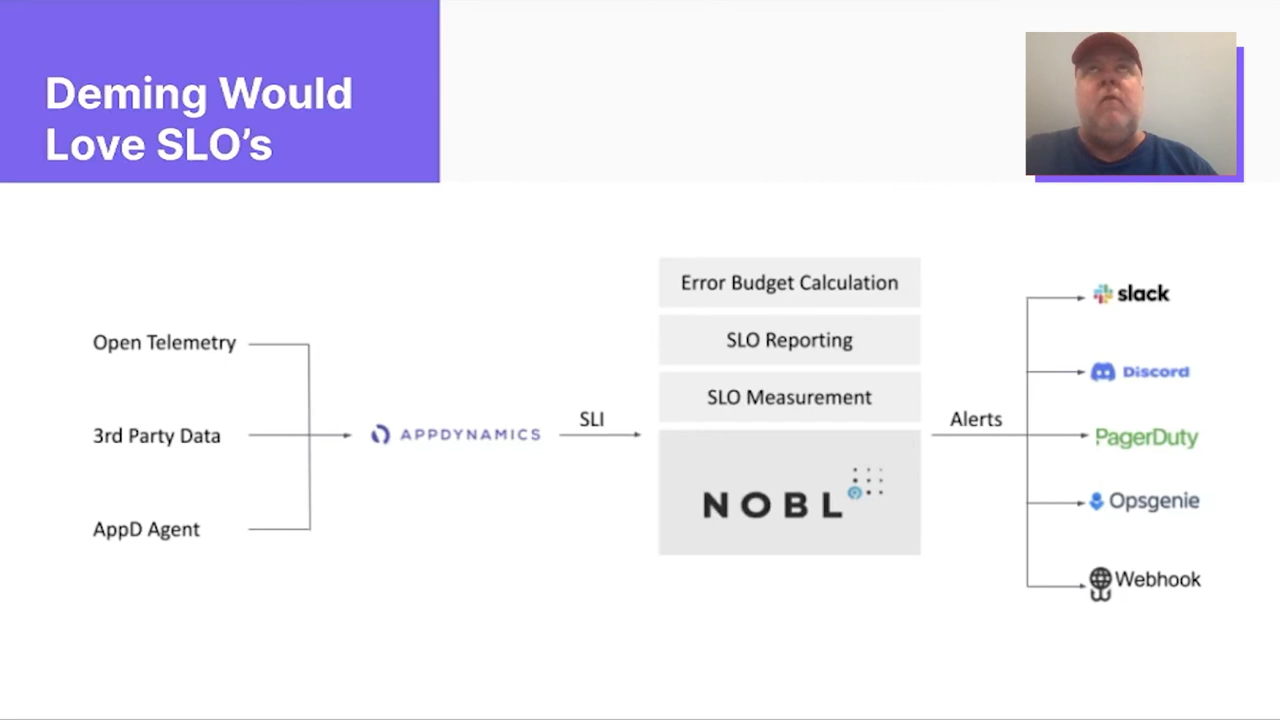 Deming Would
Love SLO's
Open Telemetry
3rd Party Data
AppD Agent
APPDYNAMICS
SLI
Error Budget Calculation
SLO Reporting
SLO Measurement
NOBL
Alerts
slack
Discord
PagerDuty
Opsgenie
Webhook